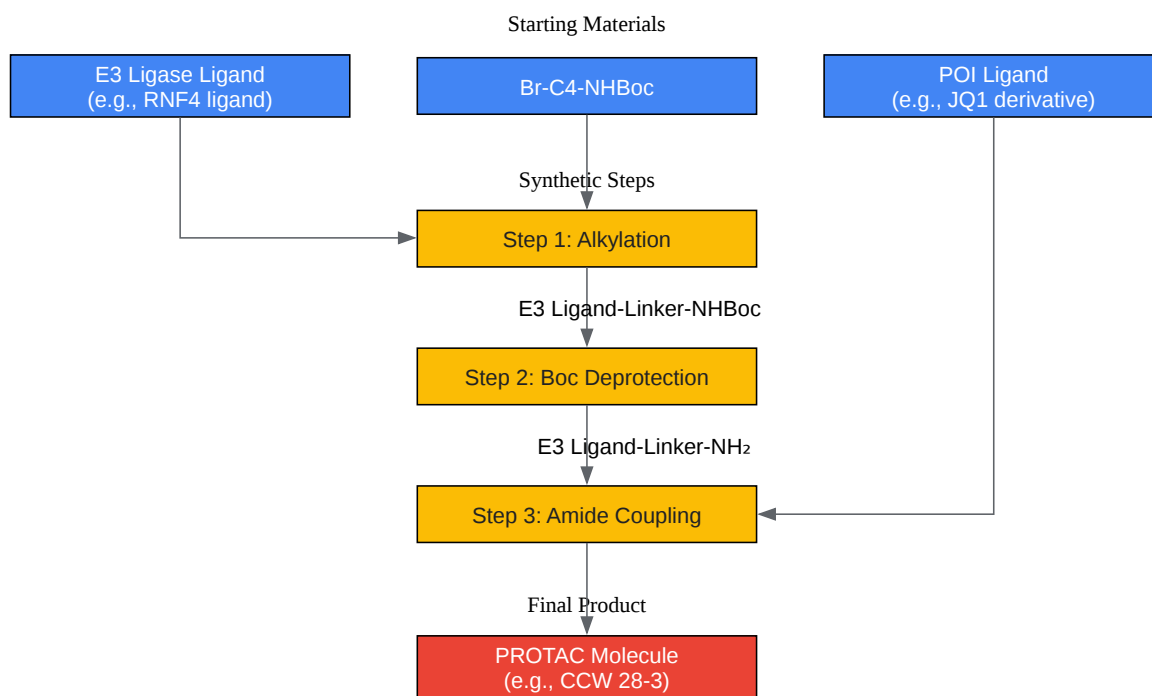 Starting Materials
E3 Ligase Ligand
(e.g., RNF4 ligand)
Br-C4-NHBoc
POI Ligand
(e.g., JQ1 derivative)
Synthetic Steps
Step 1: Alkylation
E3 Ligand-Linker-NHBoc
Step 2: Boc Deprotection
E3 Ligand-Linker-NH₂
Step 3: Amide Coupling
Final Product
PROTAC Molecule
(e.g., CCW 28-3)